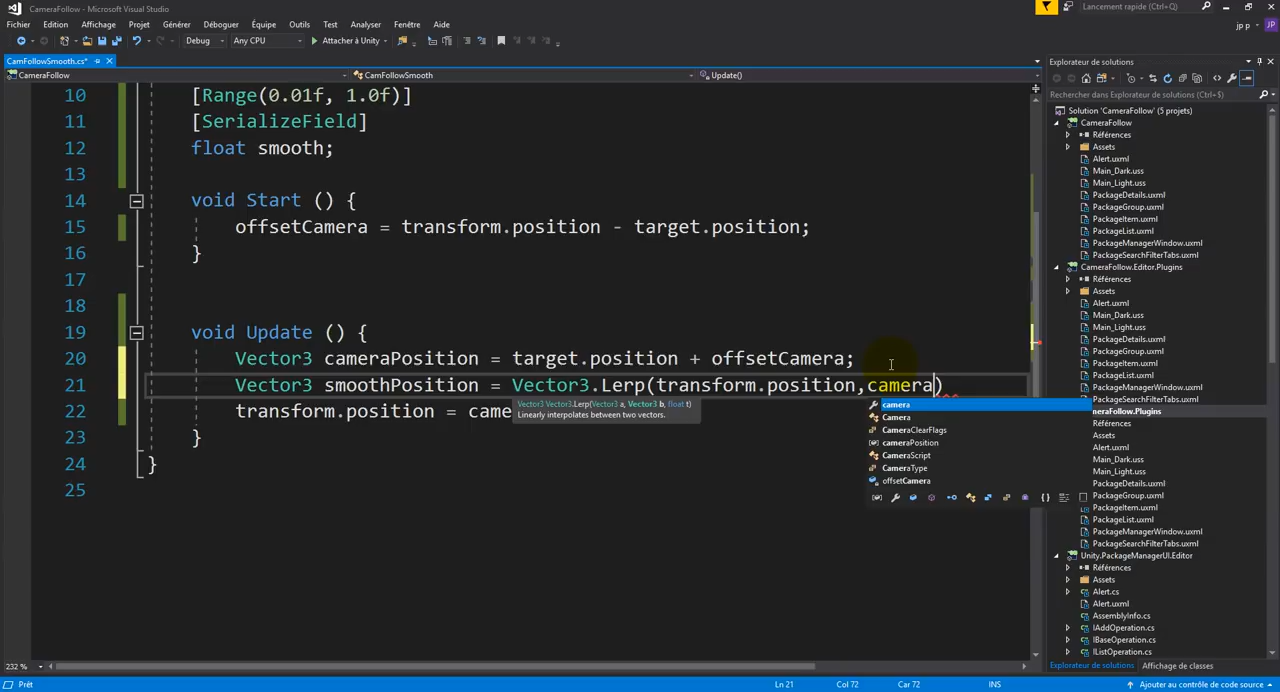 CameraFollow - Microsoft Visual Studio
Lancement rapide (Ctrl+Q)
Fichier Edition Affichage Projet Générer Déboguer Équipe Outils Test Analyser Fenêtre Aide
jp p
JP
Debug Any CPU Attacher à Unity
CamFollowSmooth.cs*
CameraFollow CamFollowSmooth Update()
10 [Range(0.01f, 1.0f)]
11 [SerializeField]
12 float smooth;
13
14 void Start () {
15 offsetCamera = transform.position - target.position;
16 }
17
18
19 void Update () {
20 Vector3 cameraPosition = target.position + offsetCamera;
21 Vector3 smoothPosition = Vector3.Lerp(transform.position,camera)
22 transform.position = came
23 }
24 }
25
Vector3 Vector3.Lerp(Vector3 a, Vector3 b, float t)
Linearly interpolates between two vectors.
camera
Camera
CameraClearFlags
cameraPosition
CameraScript
CameraType
offsetCamera
Explorateur de solutions
Rechercher dans Explorateur de solutions (Ctrl+$)
Solution 'CameraFollow' (5 projets)
CameraFollow
Références
Assets
Alert.uxml
Main_Dark.uss
Main_Light.uss
PackageDetails.uxml
PackageGroup.uxml
PackageItem.uxml
PackageList.uxml
PackageManagerWindow.uxml
PackageSearchFilterTabs.uxml
CameraFollow.Editor.Plugins
Références
Assets
Alert.uxml
Main_Dark.uss
Main_Light.uss
PackageDetails.uxml
PackageGroup.uxml
PackageItem.uxml
PackageList.uxml
PackageManagerWindow.uxml
PackageSearchFilterTabs.uxml
meraFollow.Plugins
Références
Assets
Alert.uxml
Main_Dark.uss
Main_Light.uss
PackageDetails.uxml
PackageGroup.uxml
PackageItem.uxml
PackageList.uxml
PackageManagerWindow.uxml
PackageSearchFilterTabs.uxml
Unity.PackageManagerUI.Editor
Références
Assets
Alert.cs
Alert.uxml
AssemblyInfo.cs
IAddOperation.cs
IBaseOperation.cs
IListOperation.cs
232 %
Explorateur de solutions Affichage de classes
Prêt Ln 21 Col 72 Car 72 INS Ajouter au contrôle de code source